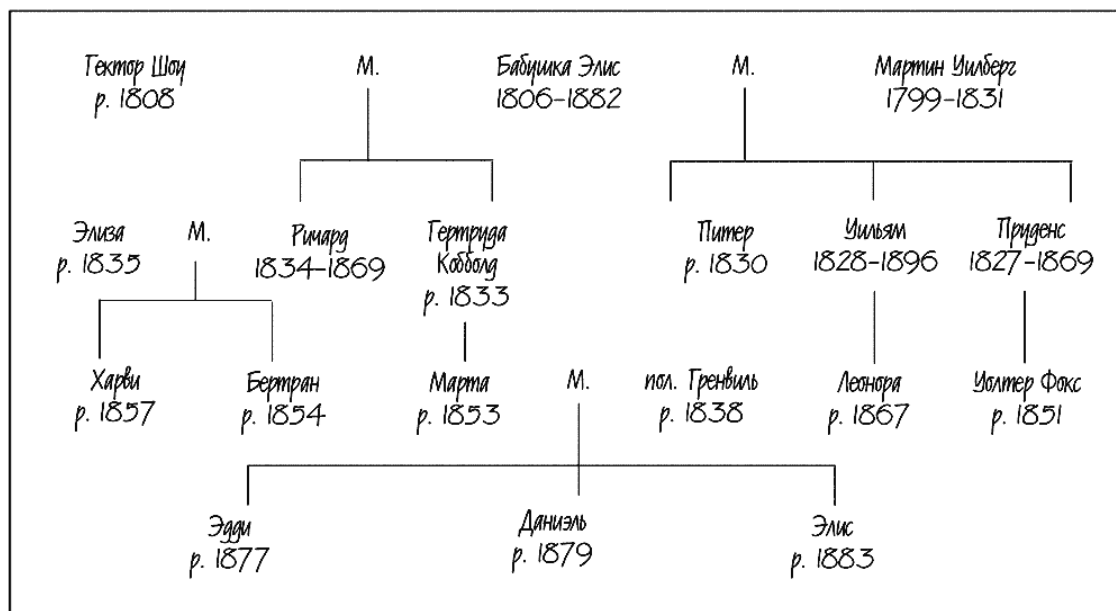 Гектор Шоу М. Бабушка Элис М. Мартин Уилберг
р. 1808 1806–1882 1799–1831
Элиза М. Ричард Гертруда Питер Уильям Пруденс
р. 1835 1834–1869 Кобболд р. 1830 1828–1896 1827–1869
р. 1833
Харви Бертран Марта М. пол. Гренвиль Леонора Уолтер Фокс
р. 1857 р. 1854 р. 1853 р. 1838 р. 1867 р. 1851
Эдди Даниэль Элис
р. 1877 р. 1879 р. 1883